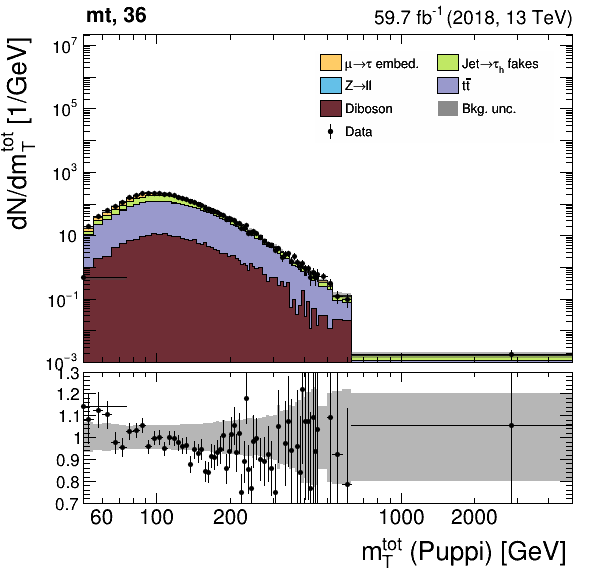 mt, 36 59.7 fb⁻¹ (2018, 13 TeV)
dN/dm_T^tot [1/GeV]
10⁷
10⁵
10³
10
10⁻¹
10⁻³
μ→τ embed. Jet→τ_h fakes
Z→ll tt̄
Diboson Bkg. unc.
Data
1.3
1.2
1.1
1
0.9
0.8
0.7
60 100 200 1000 2000
m_T^tot (Puppi) [GeV]